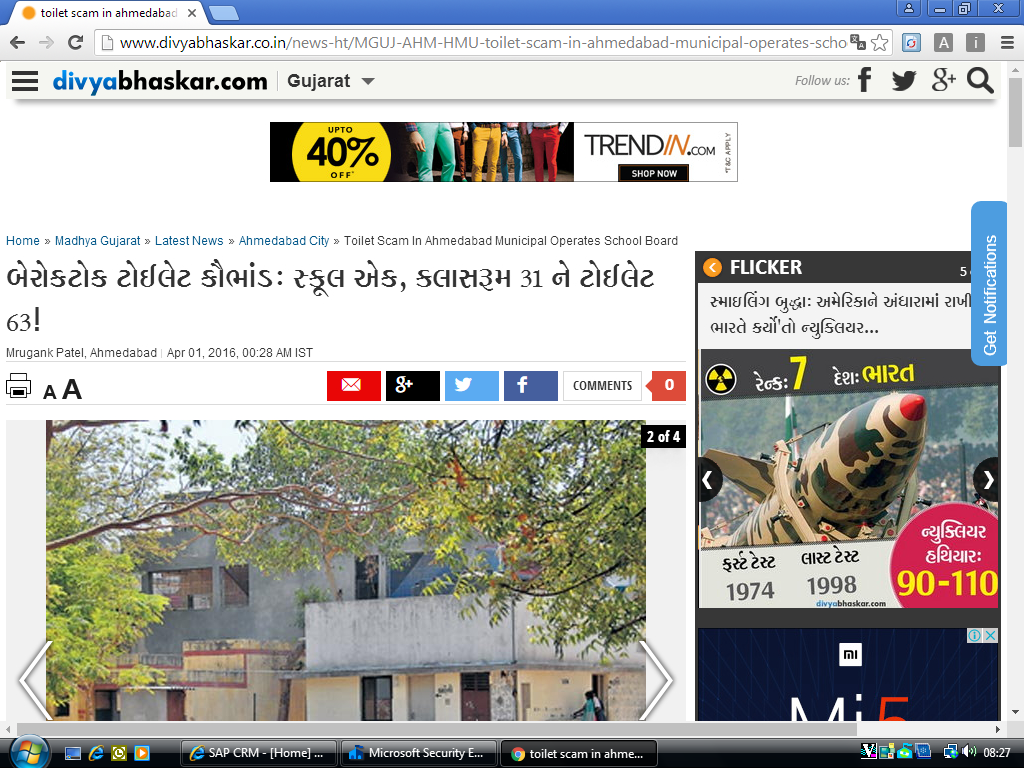 toilet scam in ahmedabad
www.divyabhaskar.co.in/news-ht/MGUJ-AHM-HMU-toilet-scam-in-ahmedabad-municipal-operates-scho
divyabhaskar.com
Gujarat
Follow us:
UPTO
40%
OFF*
TRENDIN.COM
SHOP NOW
*T&C APPLY
Home » Madhya Gujarat » Latest News » Ahmedabad City » Toilet Scam In Ahmedabad Municipal Operates School Board
બેરોકટોક ટોઈલેટ કૌભાંડઃ સ્કૂલ એક, ક્લાસરૂમ 31 ને ટોઈલેટ
63!
Mrugank Patel, Ahmedabad | Apr 01, 2016, 00:28 AM IST
A A
COMMENTS
0
2 of 4
FLICKER
5
સ્માઇલિંગ બુદ્ધાઃ અમેરિકાને અંધારામાં રાખી
ભારતે કર્યો'તો ન્યુક્લિયર...
Get Notifications
રેન્કઃ 7 દેશઃ ભારત
ફર્સ્ટ ટેસ્ટ
1974
લાસ્ટ ટેસ્ટ
1998
ન્યુક્લિયર
હથિયારઃ
90-110
divyabhaskar.com
mi
Mi 5
SAP CRM - [Home] ...
Microsoft Security E...
toilet scam in ahme...
08:27